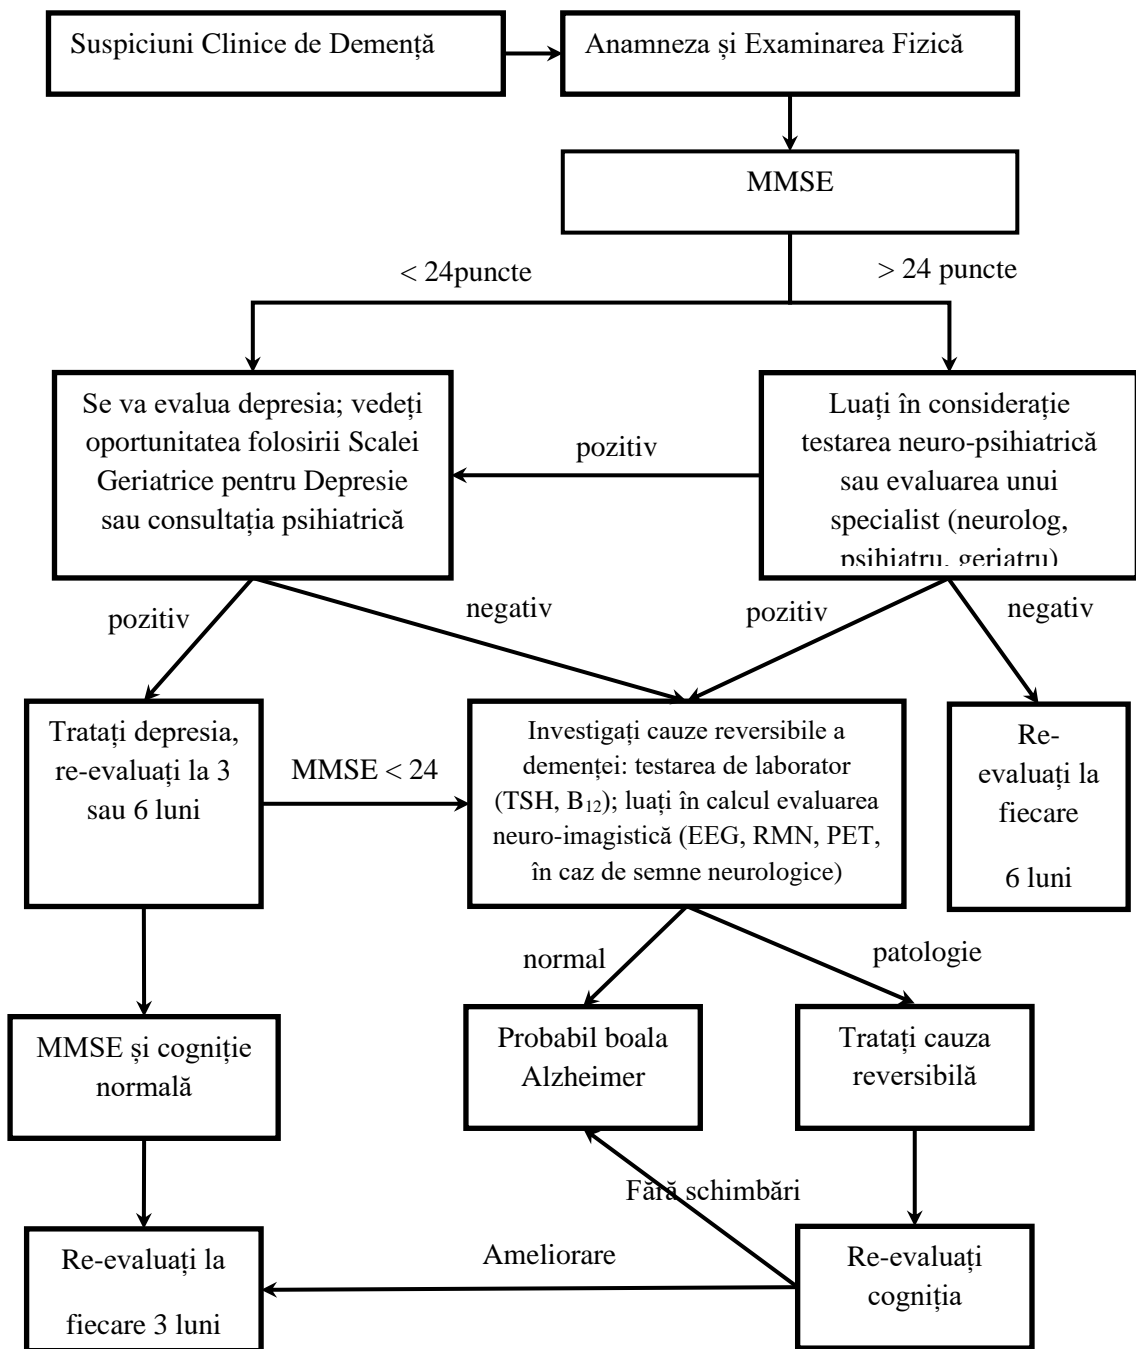 Suspiciuni Clinice de Demență
Anamneza și Examinarea Fizică
MMSE
< 24puncte
> 24 puncte
Se va evalua depresia; vedeți
oportunitatea folosirii Scalei
Geriatrice pentru Depresie
sau consultația psihiatrică
pozitiv
Luați în considerație
testarea neuro-psihiatrică
sau evaluarea unui
specialist (neurolog,
psihiatru, geriatru)
pozitiv
negativ
pozitiv
negativ
Tratați depresia,
re-evaluați la 3
sau 6 luni
MMSE < 24
Investigați cauze reversibile a
demenței: testarea de laborator
(TSH, B₁₂); luați în calcul evaluarea
neuro-imagistică (EEG, RMN, PET,
în caz de semne neurologice)
Re-
evaluați la
fiecare
6 luni
normal
patologie
MMSE și cogniție
normală
Probabil boala
Alzheimer
Tratați cauza
reversibilă
Fără schimbări
Ameliorare
Re-evaluați la
fiecare 3 luni
Re-evaluați
cogniția